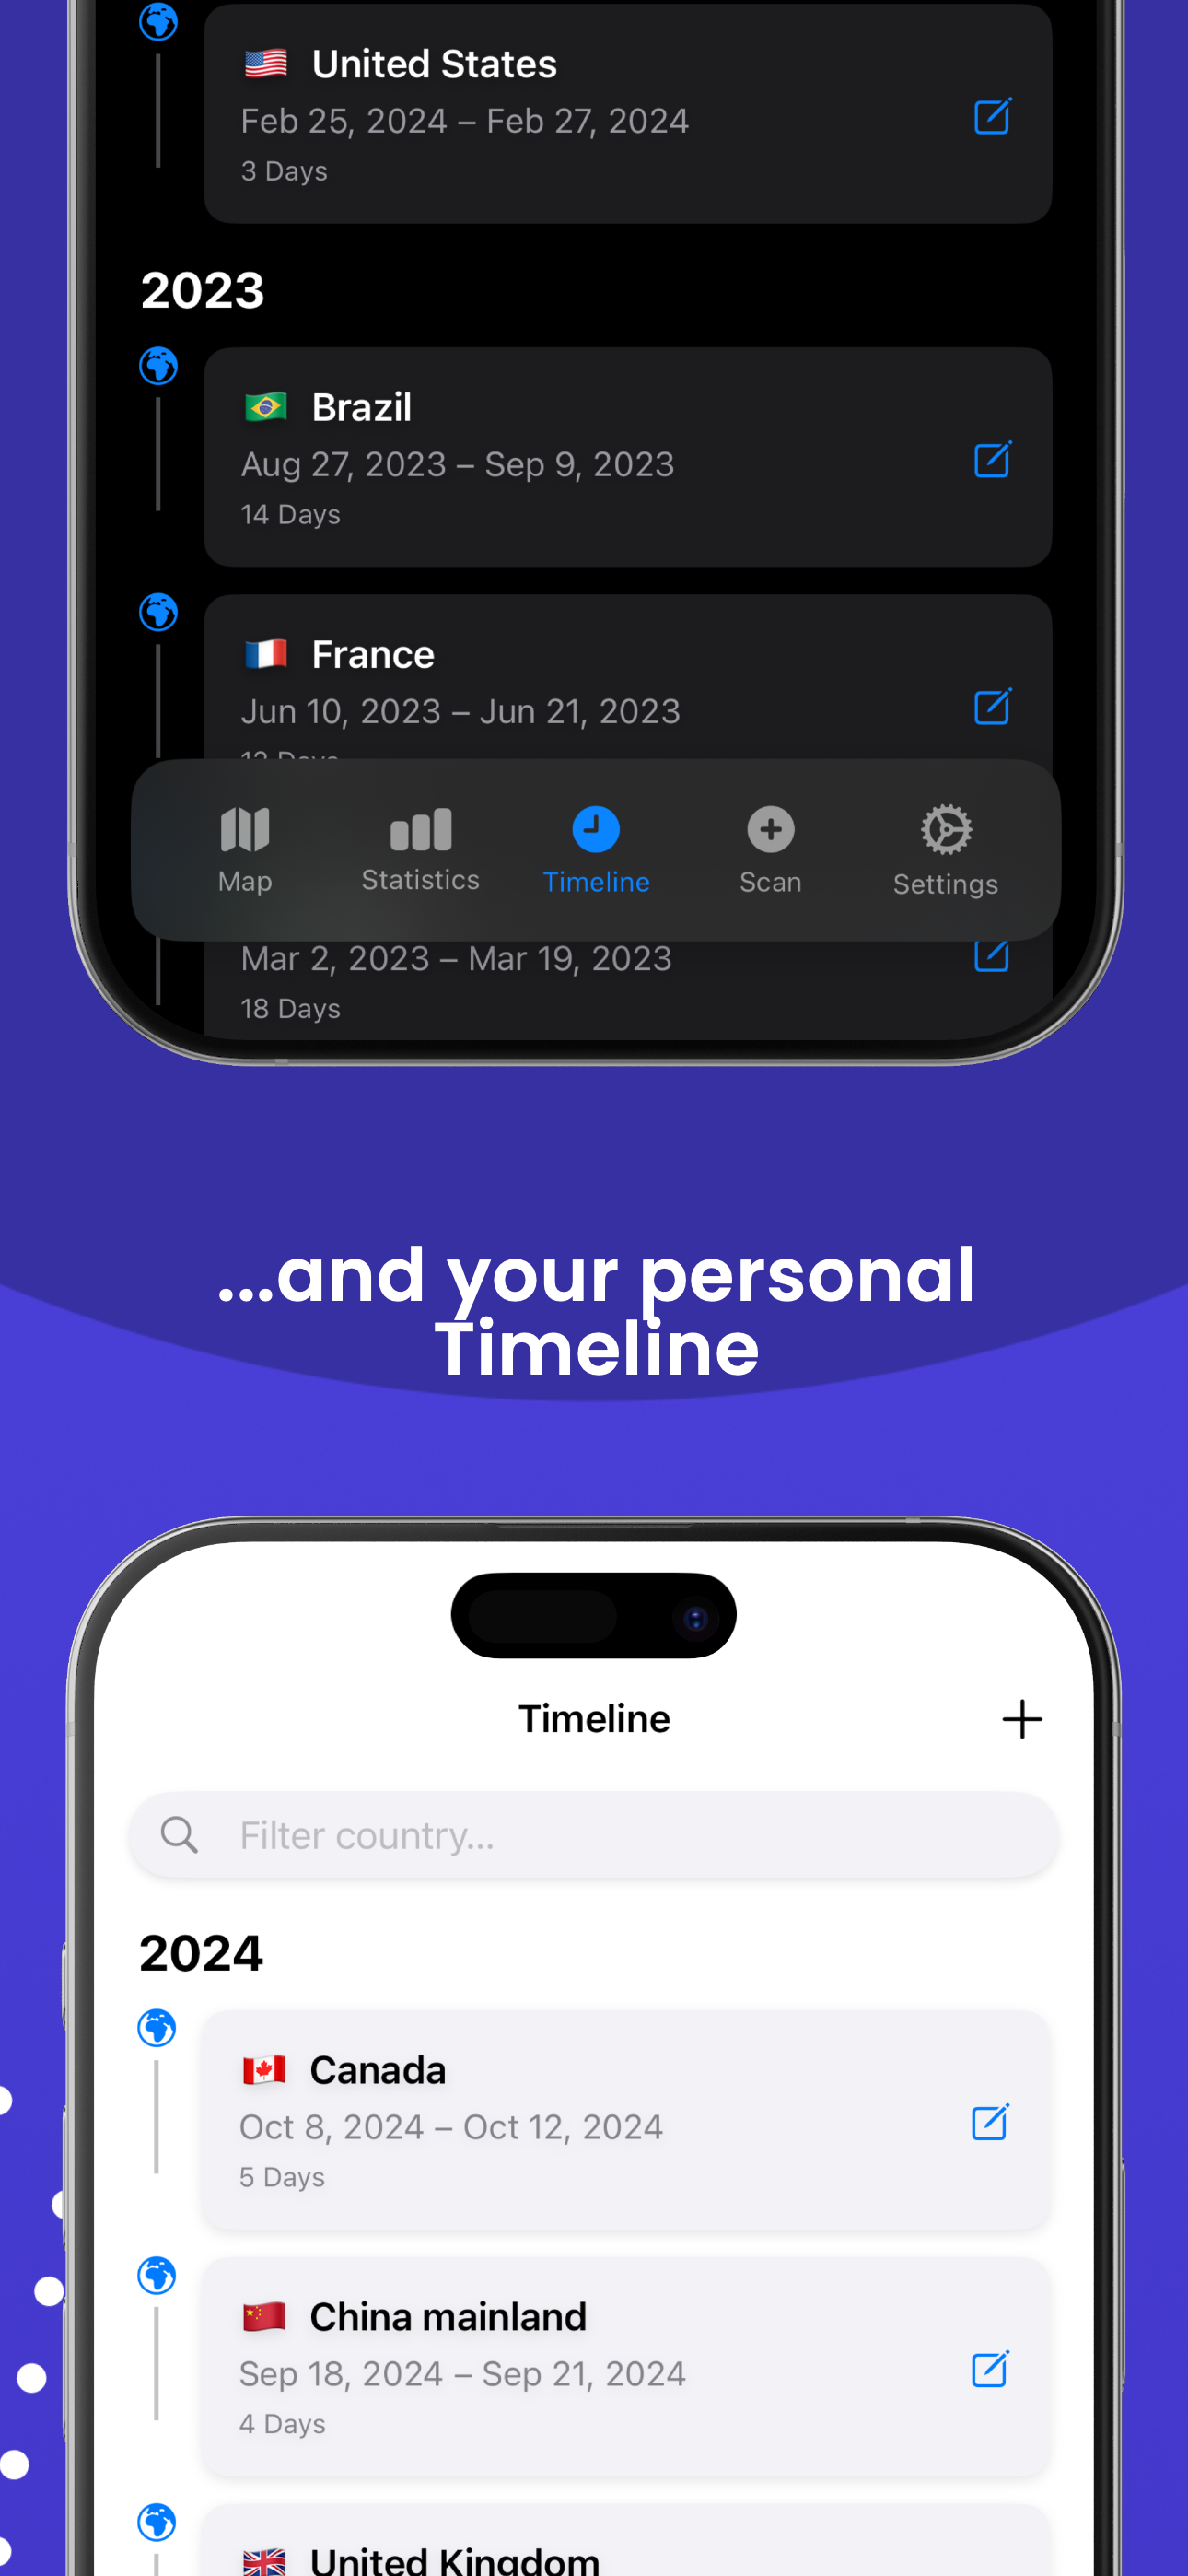 United States
Feb 25, 2024 – Feb 27, 2024
3 Days
2023
Brazil
Aug 27, 2023 – Sep 9, 2023
14 Days
France
Jun 10, 2023 – Jun 21, 2023
12 Days
Map
Statistics
Timeline
Scan
Settings
Mar 2, 2023 – Mar 19, 2023
18 Days
...and your personal
Timeline
Timeline
Filter country...
2024
Canada
Oct 8, 2024 – Oct 12, 2024
5 Days
China mainland
Sep 18, 2024 – Sep 21, 2024
4 Days
United Kingdom